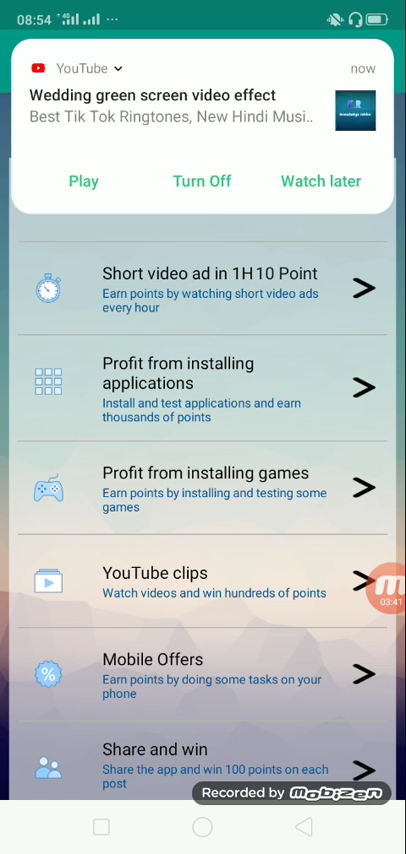 08:54
YouTube
now
Wedding green screen video effect
Best Tik Tok Ringtones, New Hindi Musi..
Play
Turn Off
Watch later
Short video ad in 1H10 Point
Earn points by watching short video ads
every hour
Profit from installing
applications
Install and test applications and earn
thousands of points
Profit from installing games
Earn points by installing and testing some
games
YouTube clips
Watch videos and win hundreds of points
03:41
Mobile Offers
Earn points by doing some tasks on your
phone
Share and win
Share the app and win 100 points on each
post
Recorded by mobizen